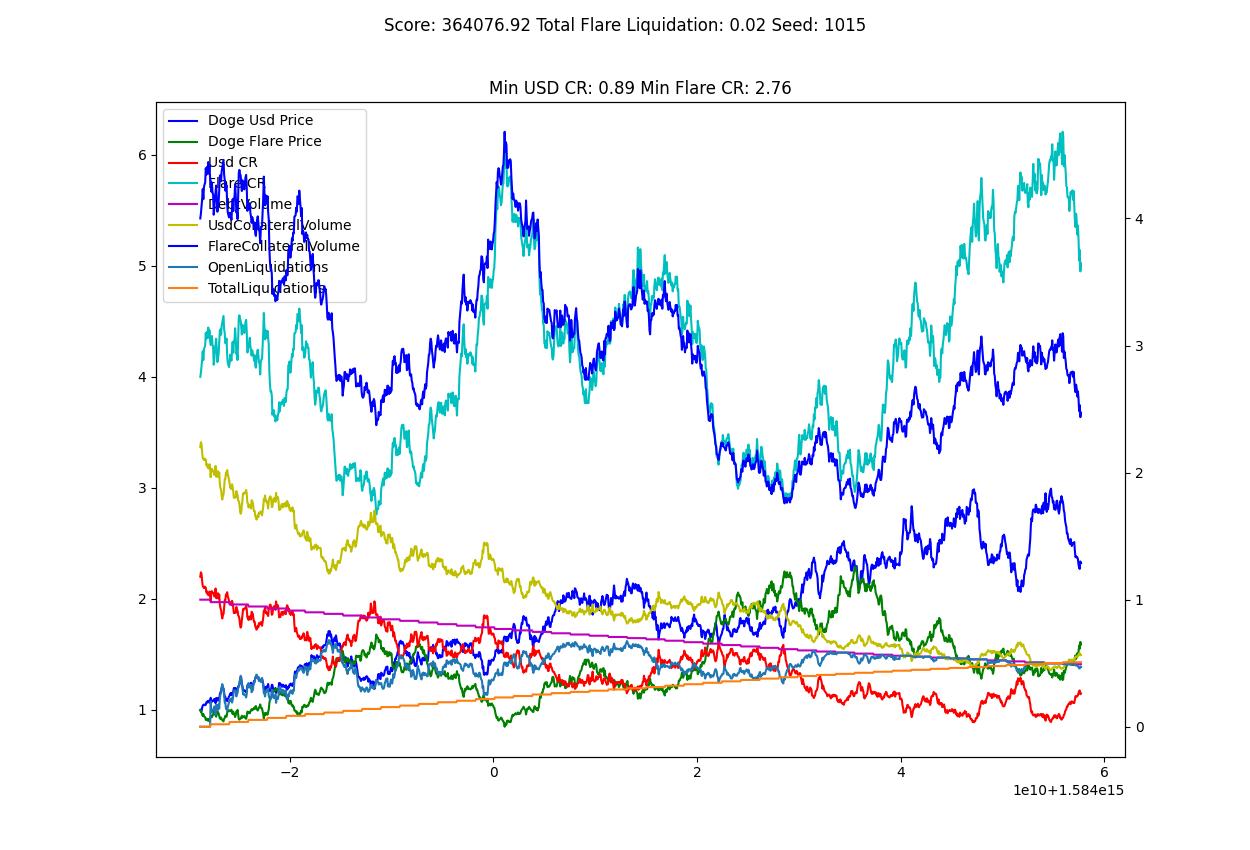 Score: 364076.92 Total Flare Liquidation: 0.02 Seed: 1015
Min USD CR: 0.89 Min Flare CR: 2.76
Doge Usd Price
Doge Flare Price
Usd CR
Flare CR
DebtVolume
UsdCollateralVolume
FlareCollateralVolume
OpenLiquidations
TotalLiquidations
6
5
4
3
2
1
4
3
2
1
0
−2
0
2
4
6
1e10+1.584e15